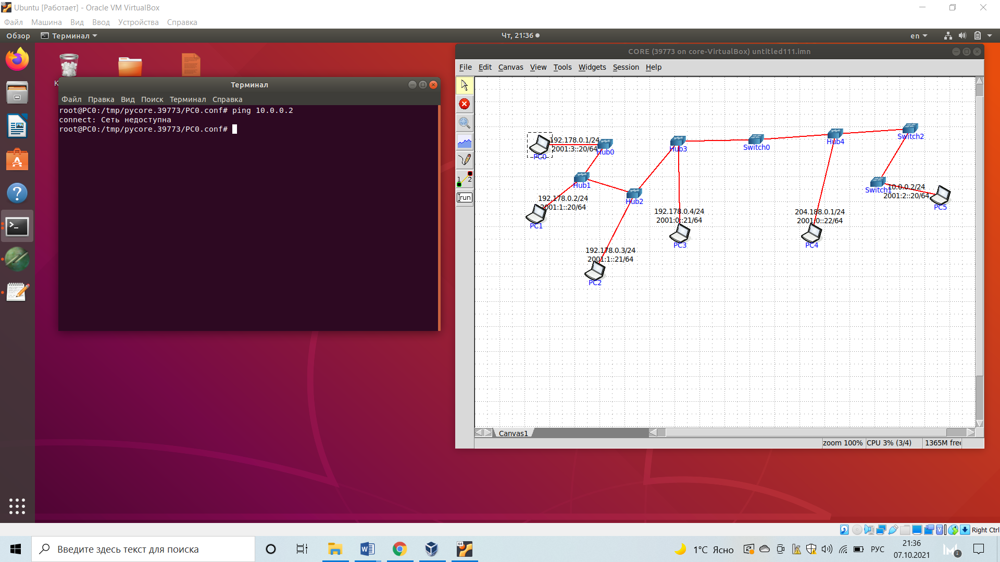 Ubuntu [Работает] - Oracle VM VirtualBox
Файл Машина Вид Ввод Устройства Справка
Обзор Терминал Чт, 21:36 en
CORE (39773 on core-VirtualBox) untitled111.imn
File Edit Canvas View Tools Widgets Session Help
Терминал
Файл Правка Вид Поиск Терминал Справка
root@PC0:/tmp/pycore.39773/PC0.conf# ping 10.0.0.2
connect: Сеть недоступна
root@PC0:/tmp/pycore.39773/PC0.conf#
1 2
run
192.178.0.1/24
2001:3::20/64
PC0
Hub0
Hub1
192.178.0.2/24
2001:1::20/64
PC1
Hub2
192.178.0.3/24
2001:1::21/64
PC2
Hub3
192.178.0.4/24
2001:0::21/64
PC3
Switch0
Hub4
204.188.0.1/24
2001:0::22/64
PC4
Switch2
Switch1
10.0.0.2/24
2001:2::20/64
PC5
Canvas1
zoom 100% CPU 3% (3/4) 1365M free
Right Ctrl
Введите здесь текст для поиска
1°C Ясно
РУС
21:36
07.10.2021
3